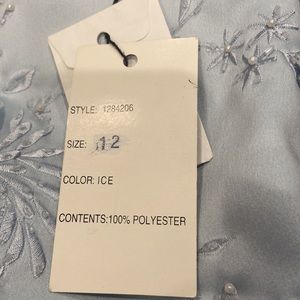 STYLE: 1284206
SIZE: 12
COLOR: ICE
CONTENTS:100% POLYESTER